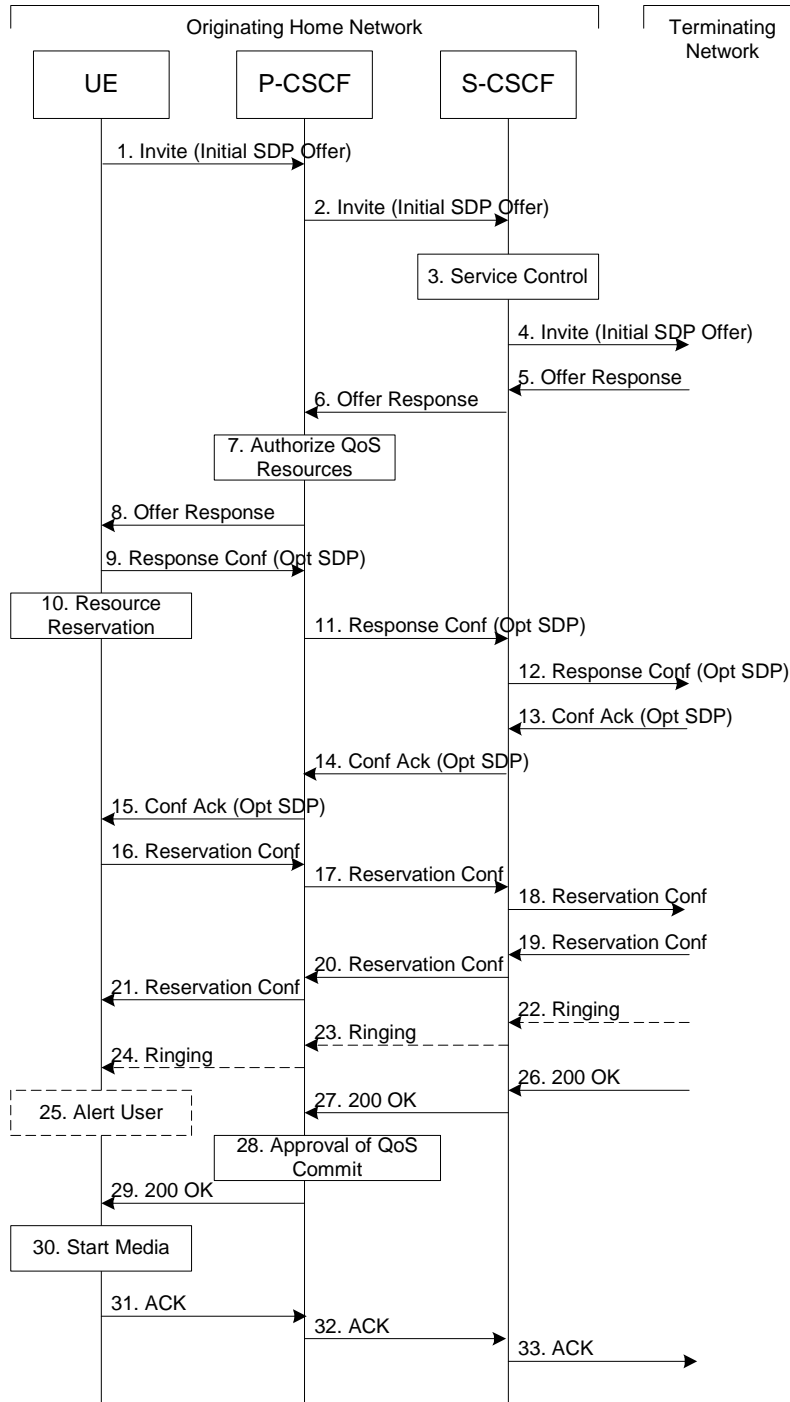 Originating Home Network
Terminating
Network
UE
P-CSCF
S-CSCF
1. Invite (Initial SDP Offer)
2. Invite (Initial SDP Offer)
3. Service Control
4. Invite (Initial SDP Offer)
5. Offer Response
6. Offer Response
7. Authorize QoS
Resources
8. Offer Response
9. Response Conf (Opt SDP)
10. Resource
Reservation
11. Response Conf (Opt SDP)
12. Response Conf (Opt SDP)
13. Conf Ack (Opt SDP)
14. Conf Ack (Opt SDP)
15. Conf Ack (Opt SDP)
16. Reservation Conf
17. Reservation Conf
18. Reservation Conf
19. Reservation Conf
20. Reservation Conf
21. Reservation Conf
22. Ringing
23. Ringing
24. Ringing
25. Alert User
26. 200 OK
27. 200 OK
28. Approval of QoS
Commit
29. 200 OK
30. Start Media
31. ACK
32. ACK
33. ACK